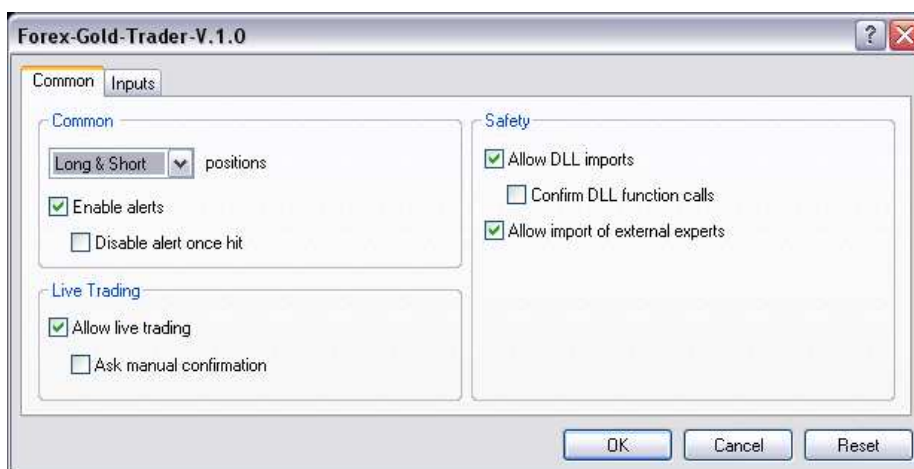 Forex-Gold-Trader-V.1.0
?
Common
Inputs
Common
Long & Short positions
Enable alerts
Disable alert once hit
Live Trading
Allow live trading
Ask manual confirmation
Safety
Allow DLL imports
Confirm DLL function calls
Allow import of external experts
OK
Cancel
Reset